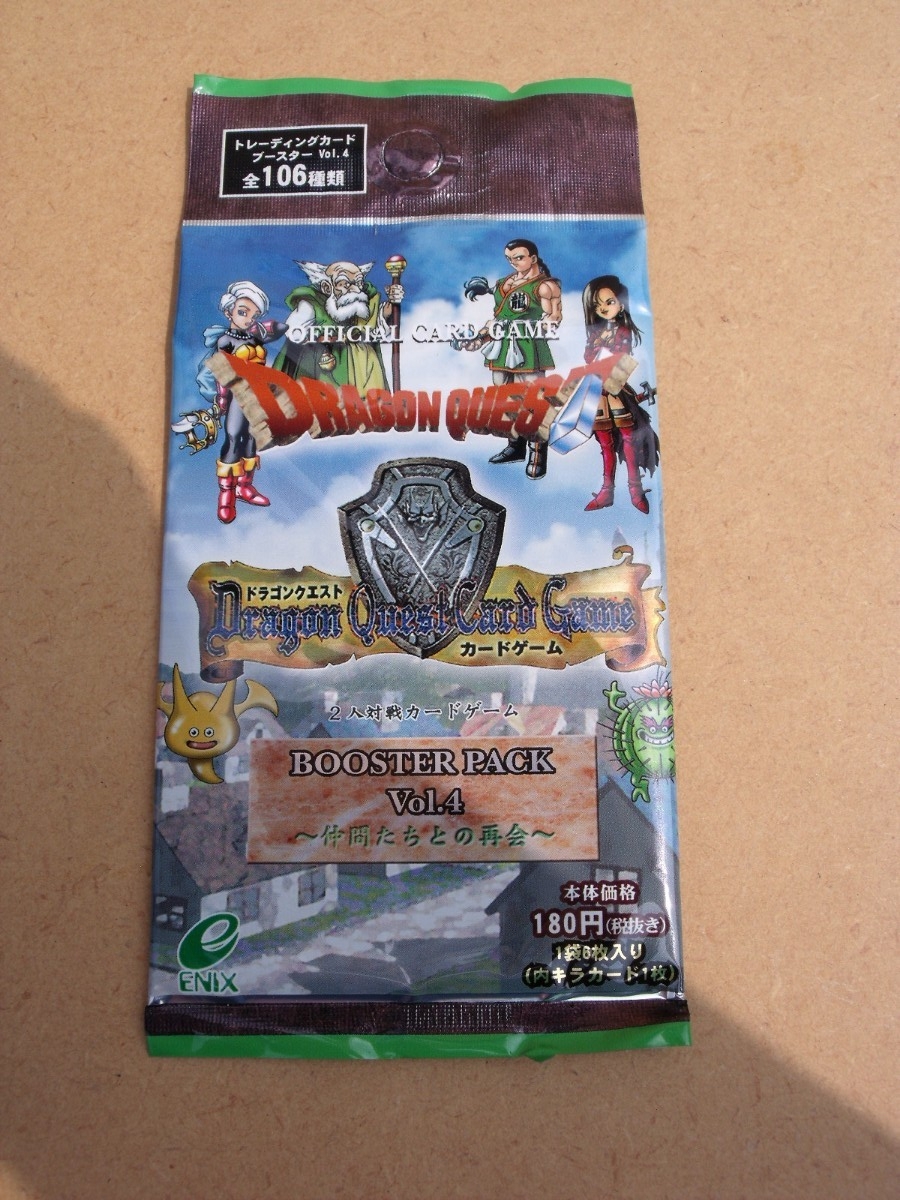 トレーディングカード
ブースター Vol.4
全106種類
龍
OFFICIAL CARD GAME
DRAGON QUEST
ドラゴンクエスト
Dragon Quest Card Game
カードゲーム
2人対戦カードゲーム
BOOSTER PACK
Vol.4
～仲間たちとの再会～
本体価格
180円(税抜き)
1袋6枚入り
(内キラカード1枚)
ENIX